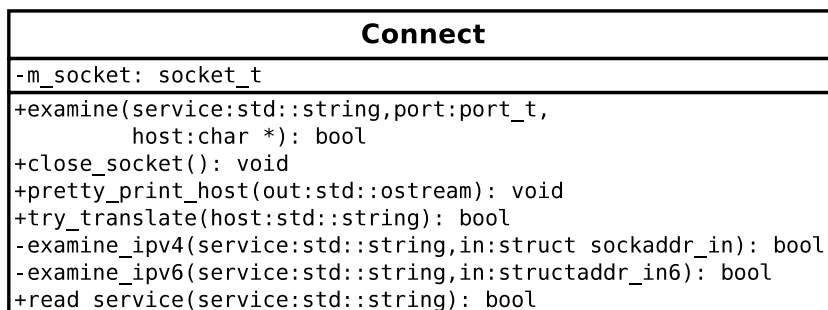 Connect
-m_socket: socket_t
+examine(service:std::string,port:port_t,
host:char *): bool
+close_socket(): void
+pretty_print_host(out:std::ostream): void
+try_translate(host:std::string): bool
-examine_ipv4(service:std::string,in:struct sockaddr_in): bool
-examine_ipv6(service:std::string,in:structaddr_in6): bool
+read_service(service:std::string): bool